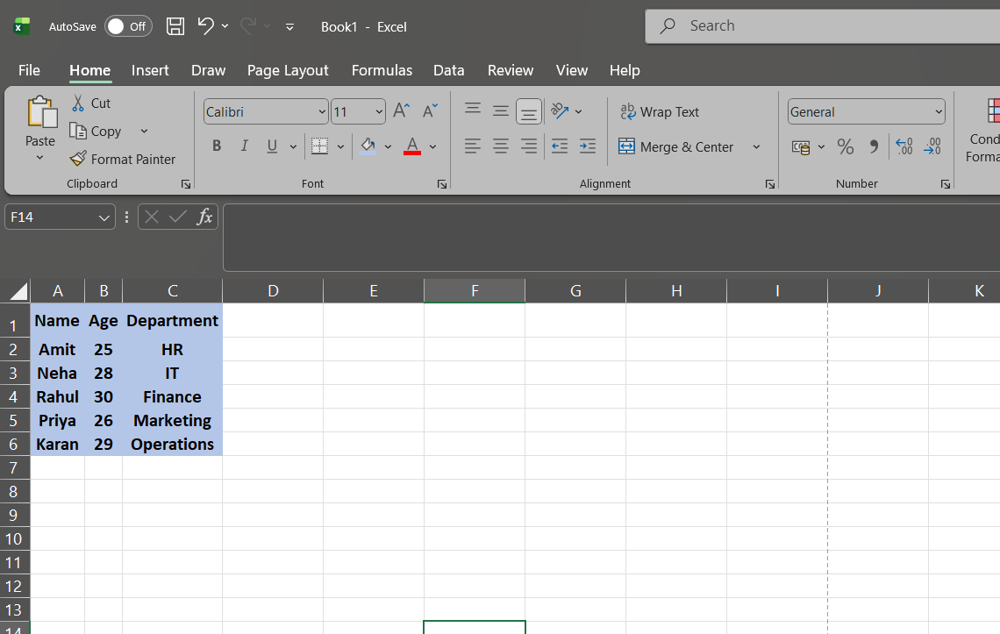 AutoSave Off Book1 - Excel Search
File Home Insert Draw Page Layout Formulas Data Review View Help
Paste Cut Copy Format Painter
Clipboard
Calibri 11
B I U A
Font
Wrap Text
Merge & Center
Alignment
General
% .00 .00
Number
Cond
Forma
F14 fx
A B C D E F G H I J K
1 Name Age Department
2 Amit 25 HR
3 Neha 28 IT
4 Rahul 30 Finance
5 Priya 26 Marketing
6 Karan 29 Operations
7
8
9
10
11
12
13
14